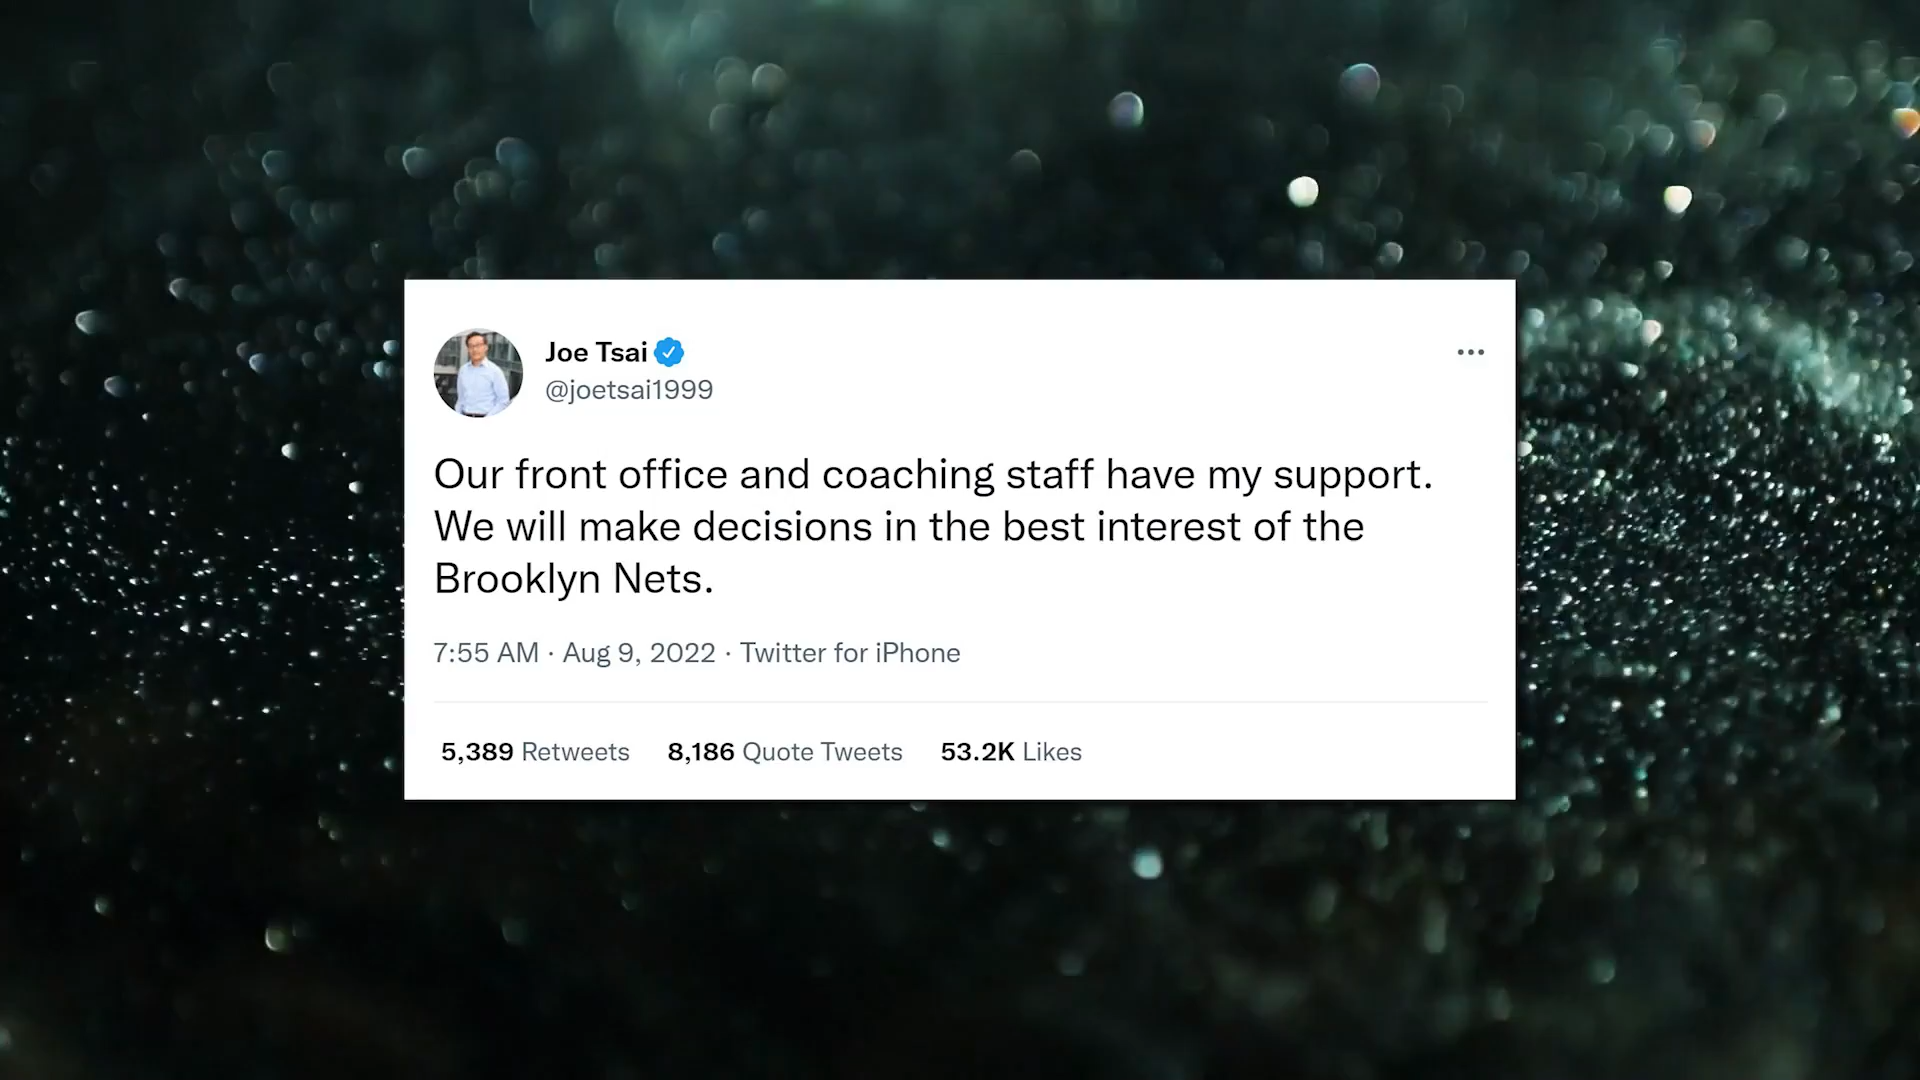 Joe Tsai
@joetsai1999
Our front office and coaching staff have my support.
We will make decisions in the best interest of the
Brooklyn Nets.
7:55 AM · Aug 9, 2022 · Twitter for iPhone
5,389 Retweets 8,186 Quote Tweets 53.2K Likes